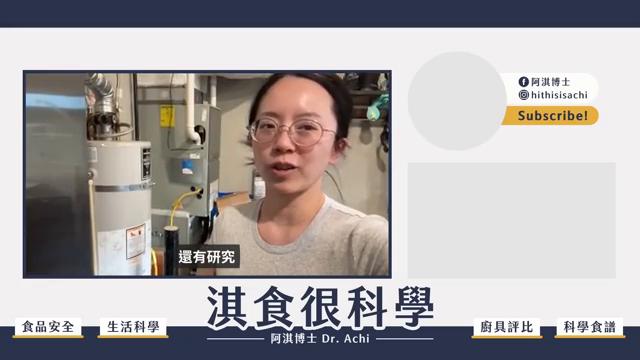 阿淇博士
hithisisachi
Subscribe!
還有研究
淇食很科學
阿淇博士 Dr. Achi
食品安全
生活科學
廚具評比
科學食譜